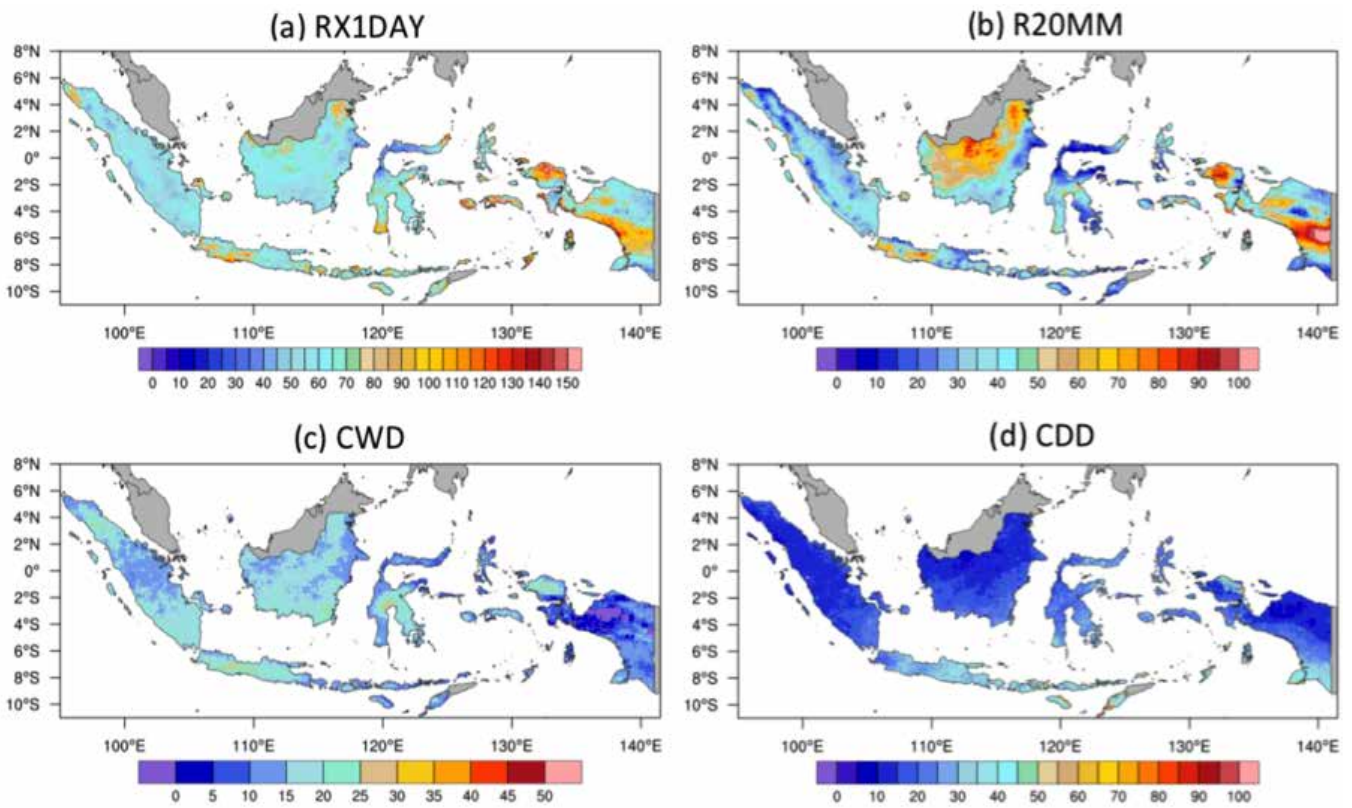 (a) RX1DAY
8°N
6°N
4°N
2°N
0°
2°S
4°S
6°S
8°S
10°S
100°E 110°E 120°E 130°E 140°E
0 10 20 30 40 50 60 70 80 90 100 110 120 130 140 150
(b) R20MM
8°N
6°N
4°N
2°N
0°
2°S
4°S
6°S
8°S
10°S
100°E 110°E 120°E 130°E 140°E
0 10 20 30 40 50 60 70 80 90 100
(c) CWD
8°N
6°N
4°N
2°N
0°
2°S
4°S
6°S
8°S
10°S
100°E 110°E 120°E 130°E 140°E
0 5 10 15 20 25 30 35 40 45 50
(d) CDD
8°N
6°N
4°N
2°N
0°
2°S
4°S
6°S
8°S
10°S
100°E 110°E 120°E 130°E 140°E
0 10 20 30 40 50 60 70 80 90 100